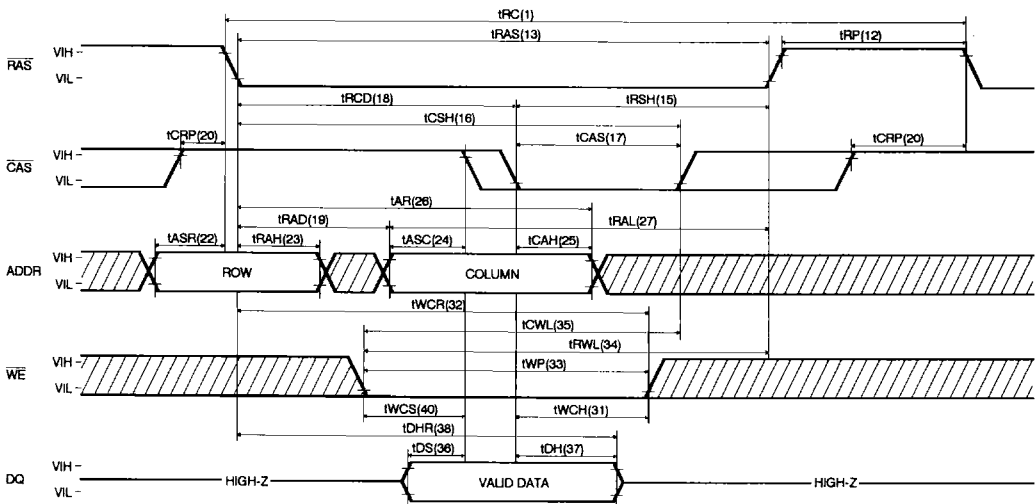 tRC(1)
tRAS(13)
tRP(12)
RAS
VIH
VIL
tRCD(18)
tRSH(15)
tCSH(16)
tCRP(20)
tCAS(17)
tCRP(20)
CAS
VIH
VIL
tAR(26)
tRAD(19)
tRAL(27)
tASR(22)
tRAH(23)
tASC(24)
tCAH(25)
ADDR
VIH
VIL
ROW
COLUMN
tWCR(32)
tCWL(35)
tRWL(34)
tWP(33)
WE
VIH
VIL
tWCS(40)
tWCH(31)
tDHR(38)
tDS(36)
tDH(37)
DQ
VIH
VIL
HIGH-Z
VALID DATA
HIGH-Z